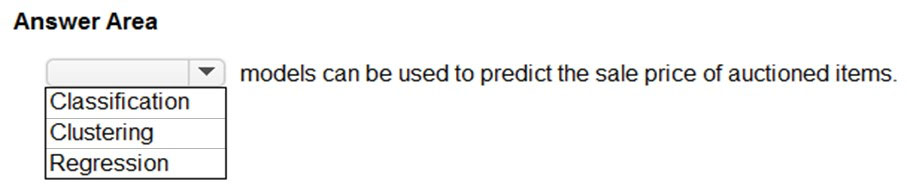 Answer Area
models can be used to predict the sale price of auctioned items.
Classification
Clustering
Regression